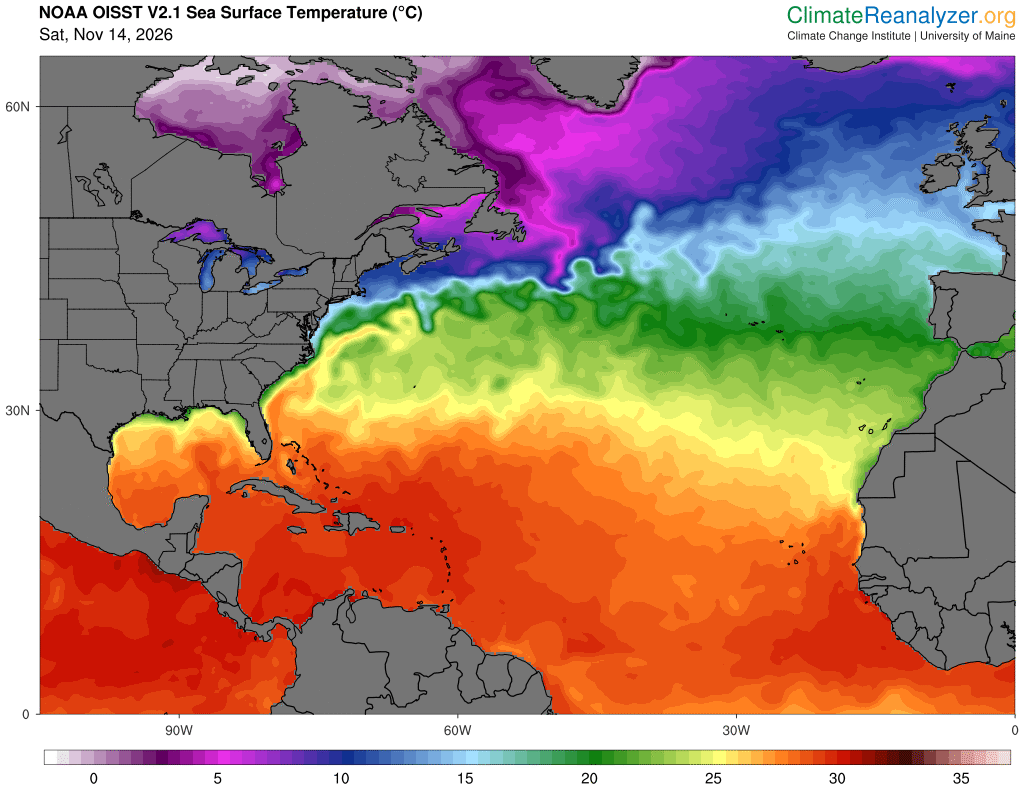 NOAA OISST V2.1 Sea Surface Temperature (°C)
Sat, Nov 14, 2026
ClimateReanalyzer.org
Climate Change Institute | University of Maine
60N
30N
0
90W
60W
30W
0
0
5
10
15
20
25
30
35